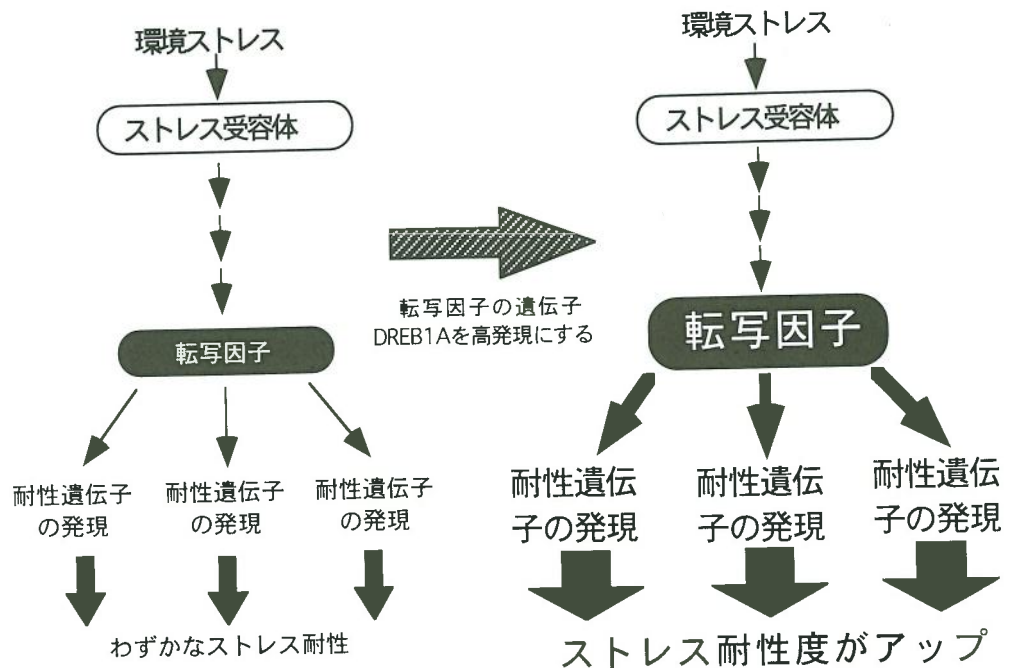 環境ストレス
ストレス受容体
転写因子
耐性遺伝子
の発現
耐性遺伝子
の発現
耐性遺伝子
の発現
わずかなストレス耐性
転写因子の遺伝子
DREB1Aを高発現にする
環境ストレス
ストレス受容体
転写因子
耐性遺伝
子の発現
耐性遺伝
子の発現
耐性遺伝
子の発現
ストレス耐性度がアップ